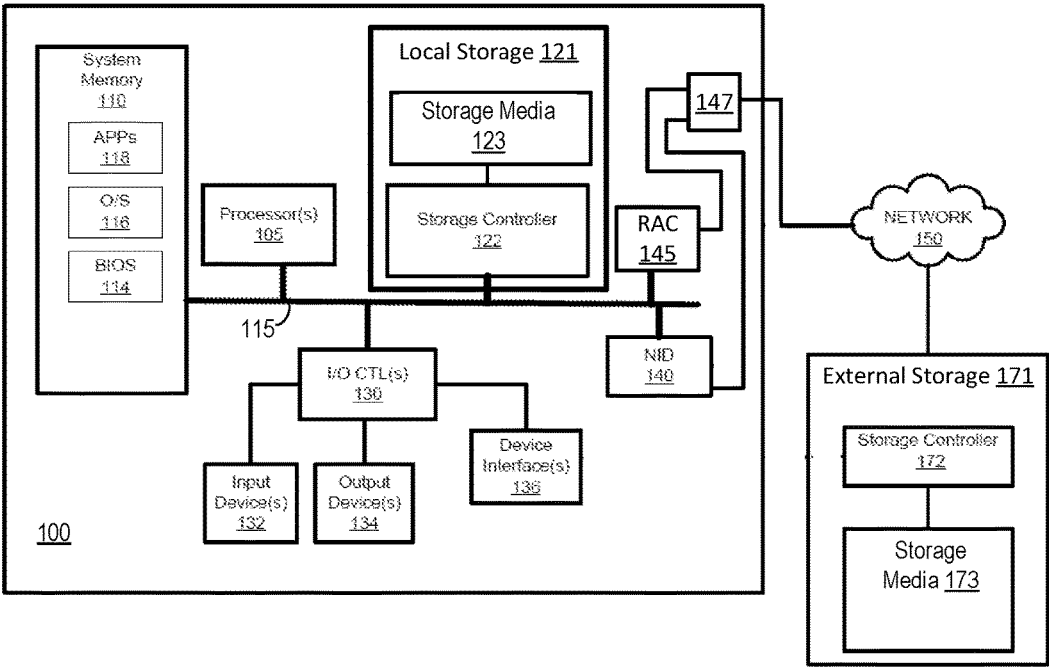 System
Memory
110
APPs
118
O/S
116
BIOS
114
Processor(s)
105
115
Local Storage 121
Storage Media
123
Storage Controller
122
147
RAC
145
NID
140
I/O CTL(s)
130
Input
Device(s)
132
Output
Device(s)
134
Device
Interface(s)
136
100
NETWORK
150
External Storage 171
Storage Controller
172
Storage
Media 173